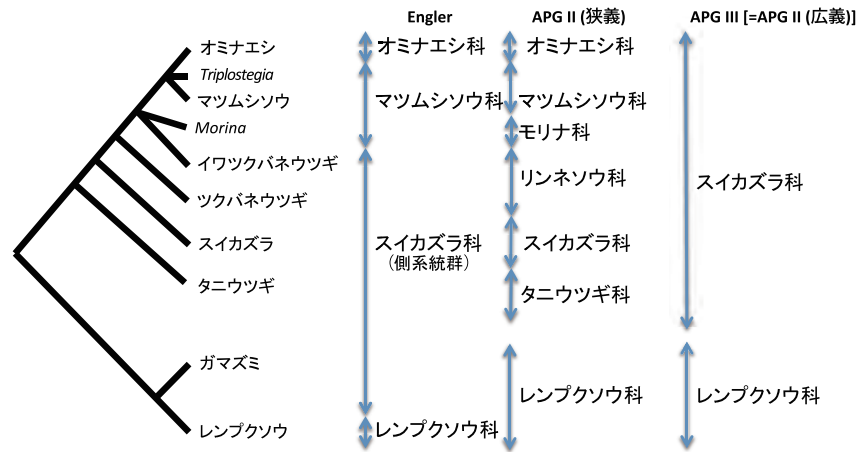 Engler
APG II (狭義)
APG III [=APG II (広義)]
オミナエシ
Triplostegia
マツムシソウ
Morina
イワツクバネウツギ
ツクバネウツギ
スイカズラ
タニウツギ
ガマズミ
レンプクソウ
オミナエシ科
マツムシソウ科
スイカズラ科
（側系統群）
レンプクソウ科
オミナエシ科
マツムシソウ科
モリナ科
リンネソウ科
スイカズラ科
タニウツギ科
レンプクソウ科
スイカズラ科
レンプクソウ科